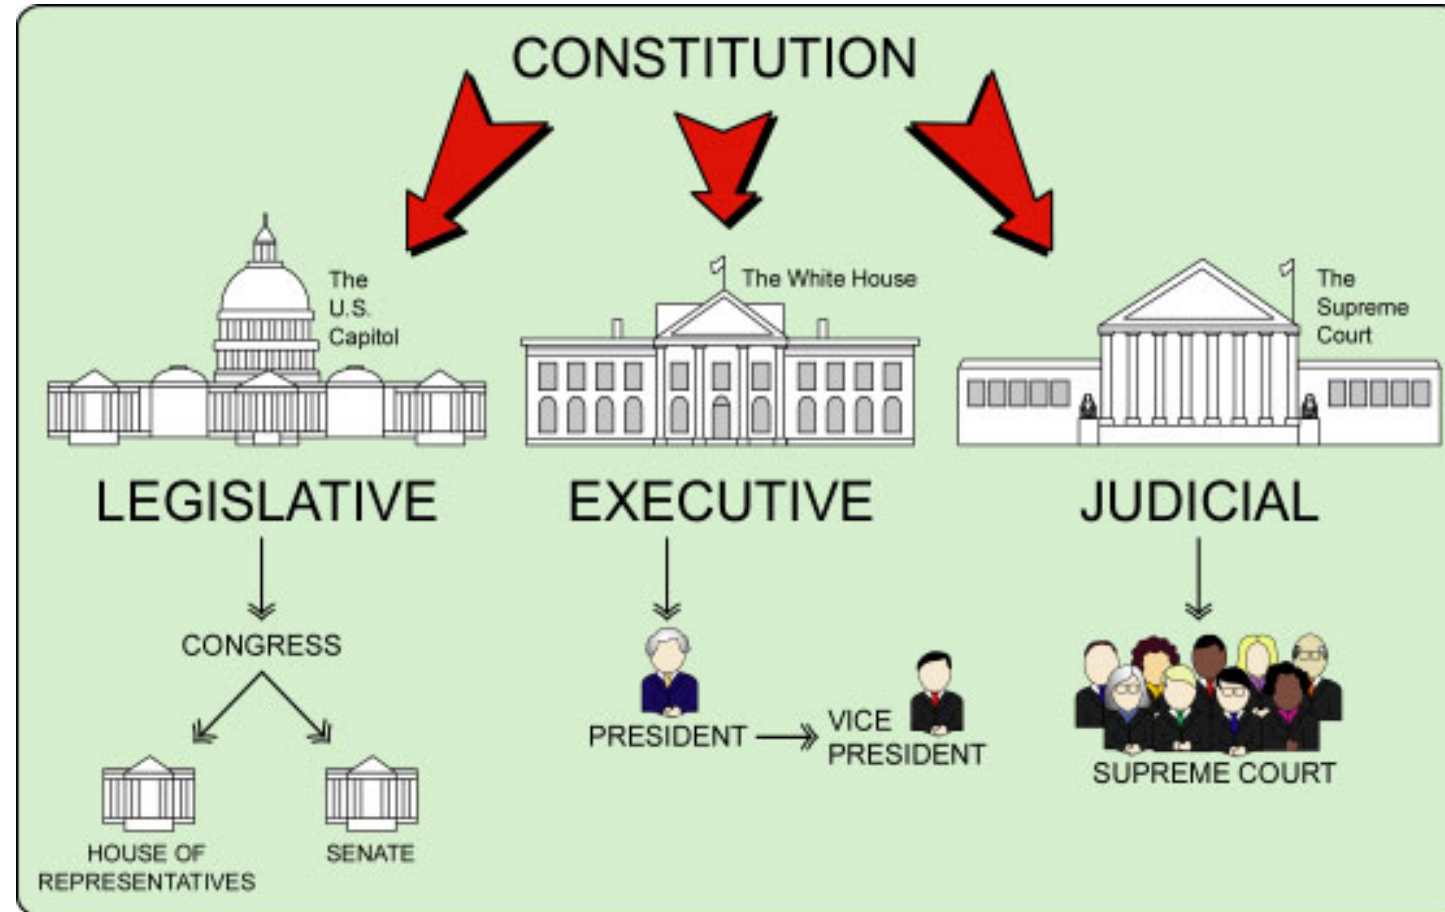 CONSTITUTION
The
U.S.
Capitol
The White House
The
Supreme
Court
LEGISLATIVE
EXECUTIVE
JUDICIAL
CONGRESS
HOUSE OF
REPRESENTATIVES
SENATE
PRESIDENT
VICE
PRESIDENT
SUPREME COURT